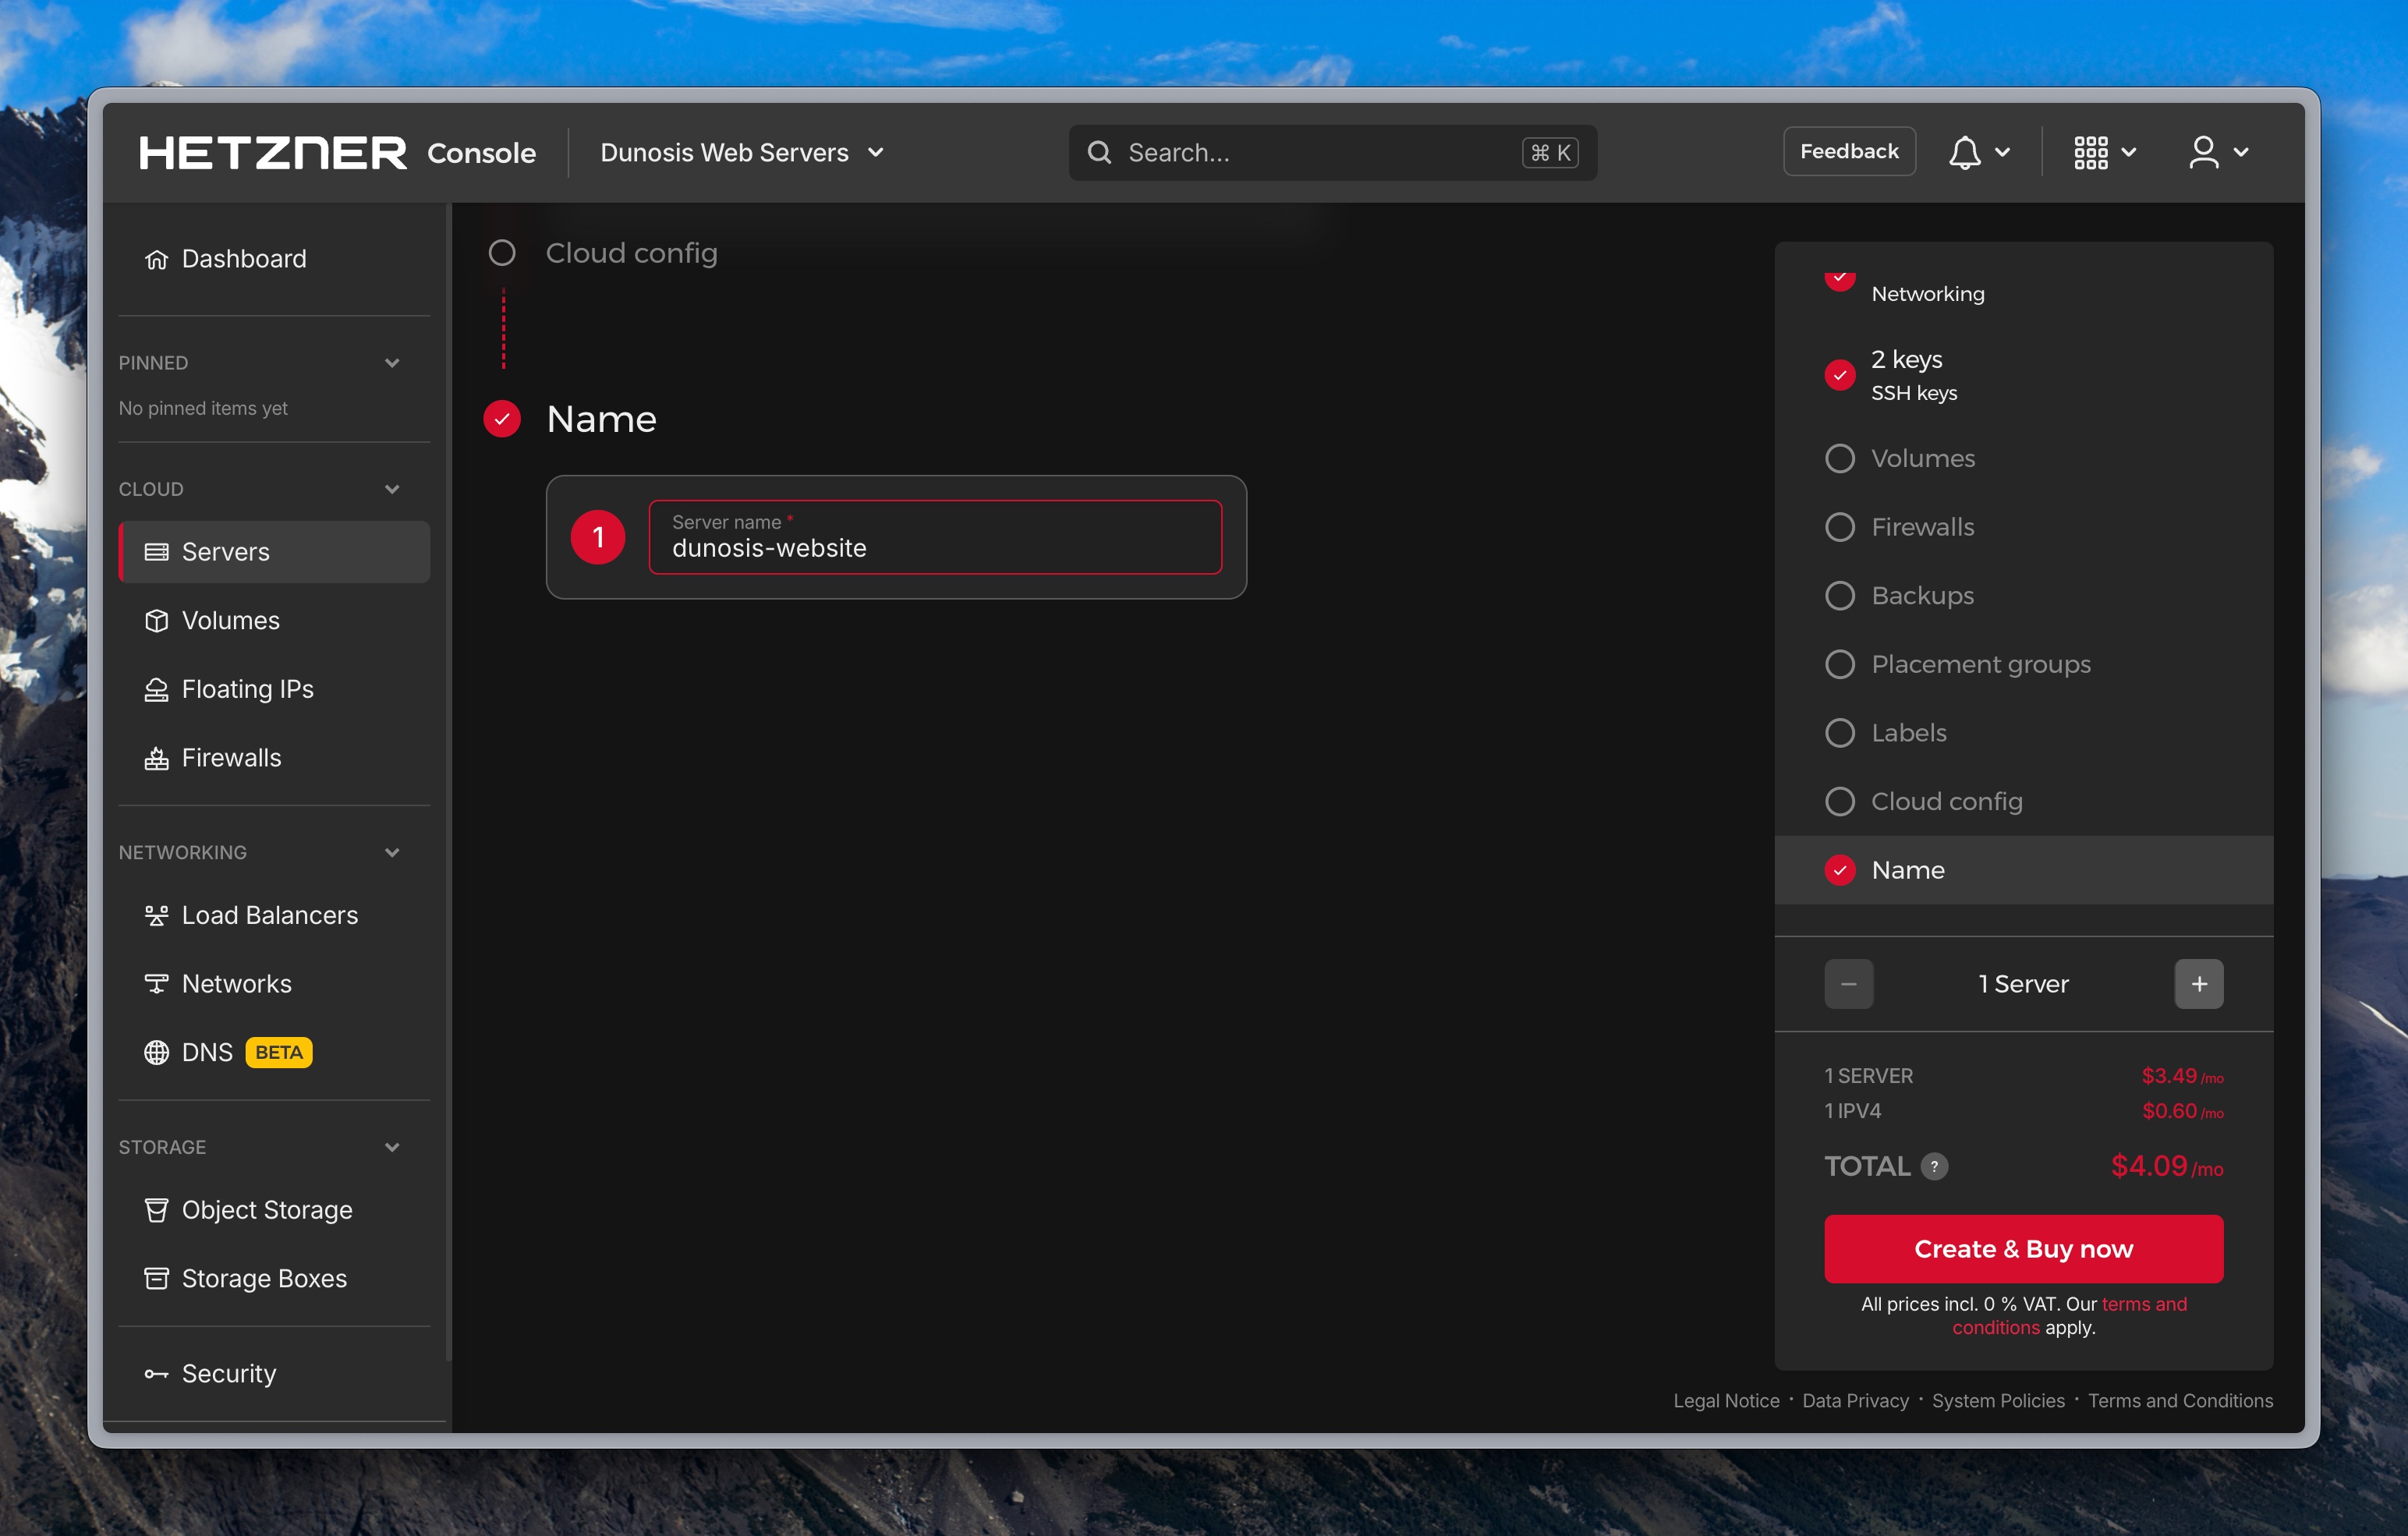 HETZNER Console
Dunosis Web Servers
Search...
⌘ K
Feedback
Dashboard
PINNED
No pinned items yet
CLOUD
Servers
Volumes
Floating IPs
Firewalls
NETWORKING
Load Balancers
Networks
DNS BETA
STORAGE
Object Storage
Storage Boxes
Security
Cloud config
Name
1
Server name *
dunosis-website
Networking
2 keys
SSH keys
Volumes
Firewalls
Backups
Placement groups
Labels
Cloud config
Name
− 1 Server +
1 SERVER $3.49 /mo
1 IPV4 $0.60 /mo
TOTAL ? $4.09 /mo
Create & Buy now
All prices incl. 0 % VAT. Our terms and
conditions apply.
Legal Notice · Data Privacy · System Policies · Terms and Conditions